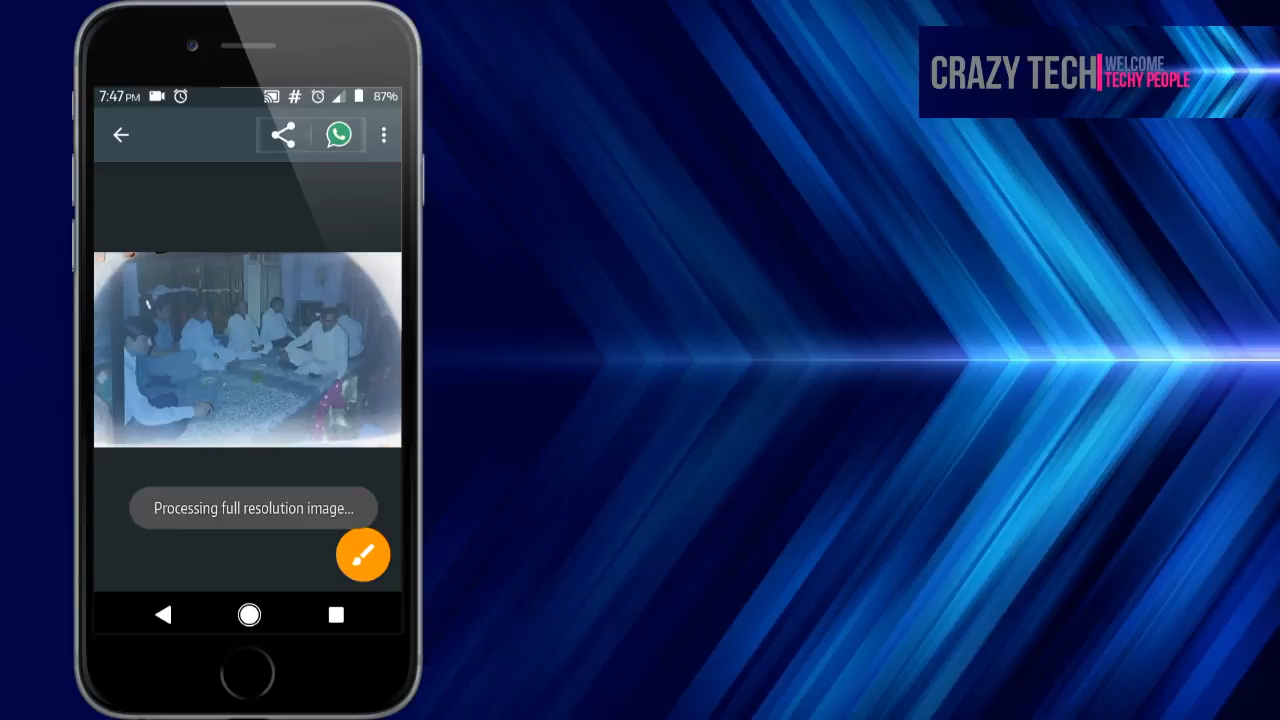 7:47 PM # 87%
Processing full resolution image...
CRAZY TECH
WELCOME
TECHY PEOPLE